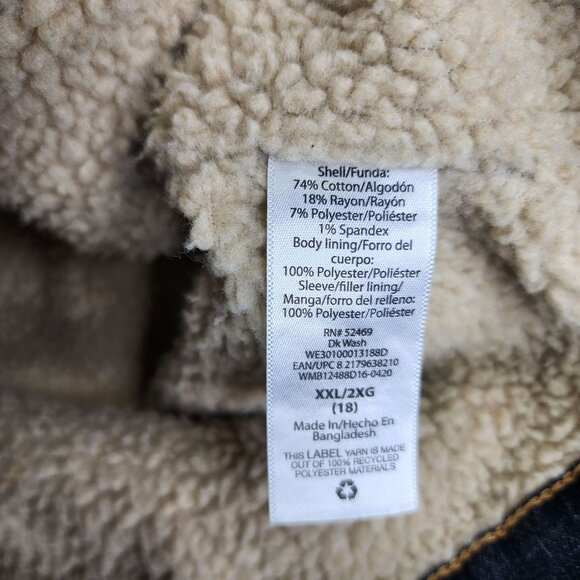 Shell/Funda:
74% Cotton/Algodón
18% Rayon/Rayón
7% Polyester/Poliéster
1% Spandex
Body lining/Forro del
cuerpo:
100% Polyester/Poliéster
Sleeve/filler lining/
Manga/forro del relleno:
100% Polyester/Poliéster
RN# 52469
Dk Wash
WE30100013188D
EAN/UPC 8 2179638210
WMB12488D16-0420
XXL/2XG
(18)
Made In/Hecho En
Bangladesh
THIS LABEL YARN IS MADE
OUT OF 100% RECYCLED
POLYESTER MATERIALS